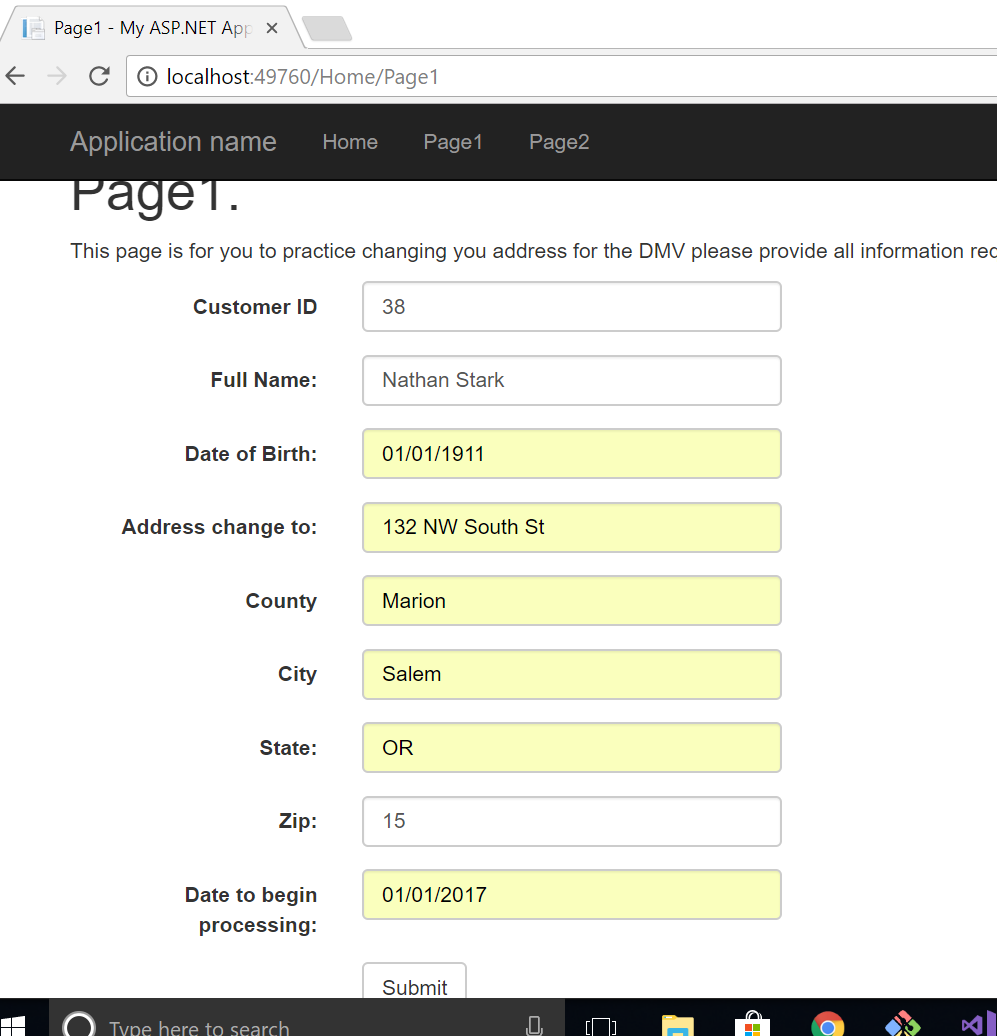 Page1 - My ASP.NET App
localhost:49760/Home/Page1
Application name Home Page1 Page2
Page1.
This page is for you to practice changing you address for the DMV please provide all information
Customer ID 38
Full Name: Nathan Stark
Date of Birth: 01/01/1911
Address change to: 132 NW South St
County Marion
City Salem
State: OR
Zip: 15
Date to begin 01/01/2017
processing:
Submit
Type here to search